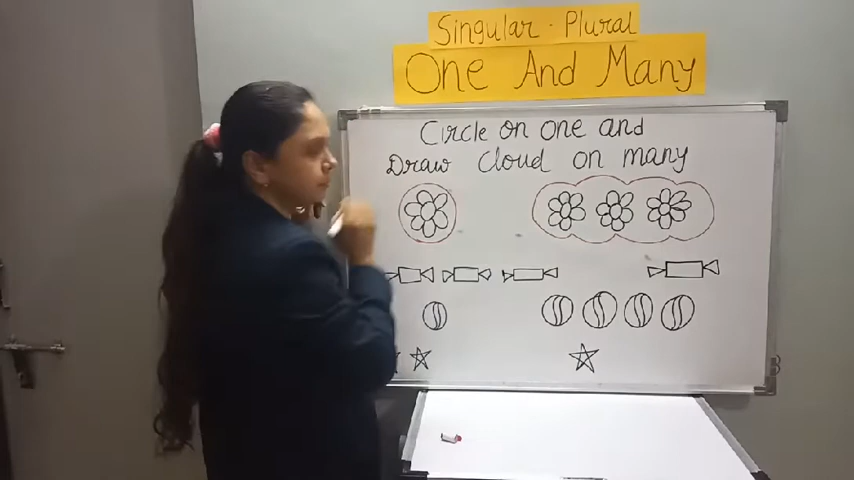 Singular - Plural
One And Many
Circle on one and
Draw Cloud on many